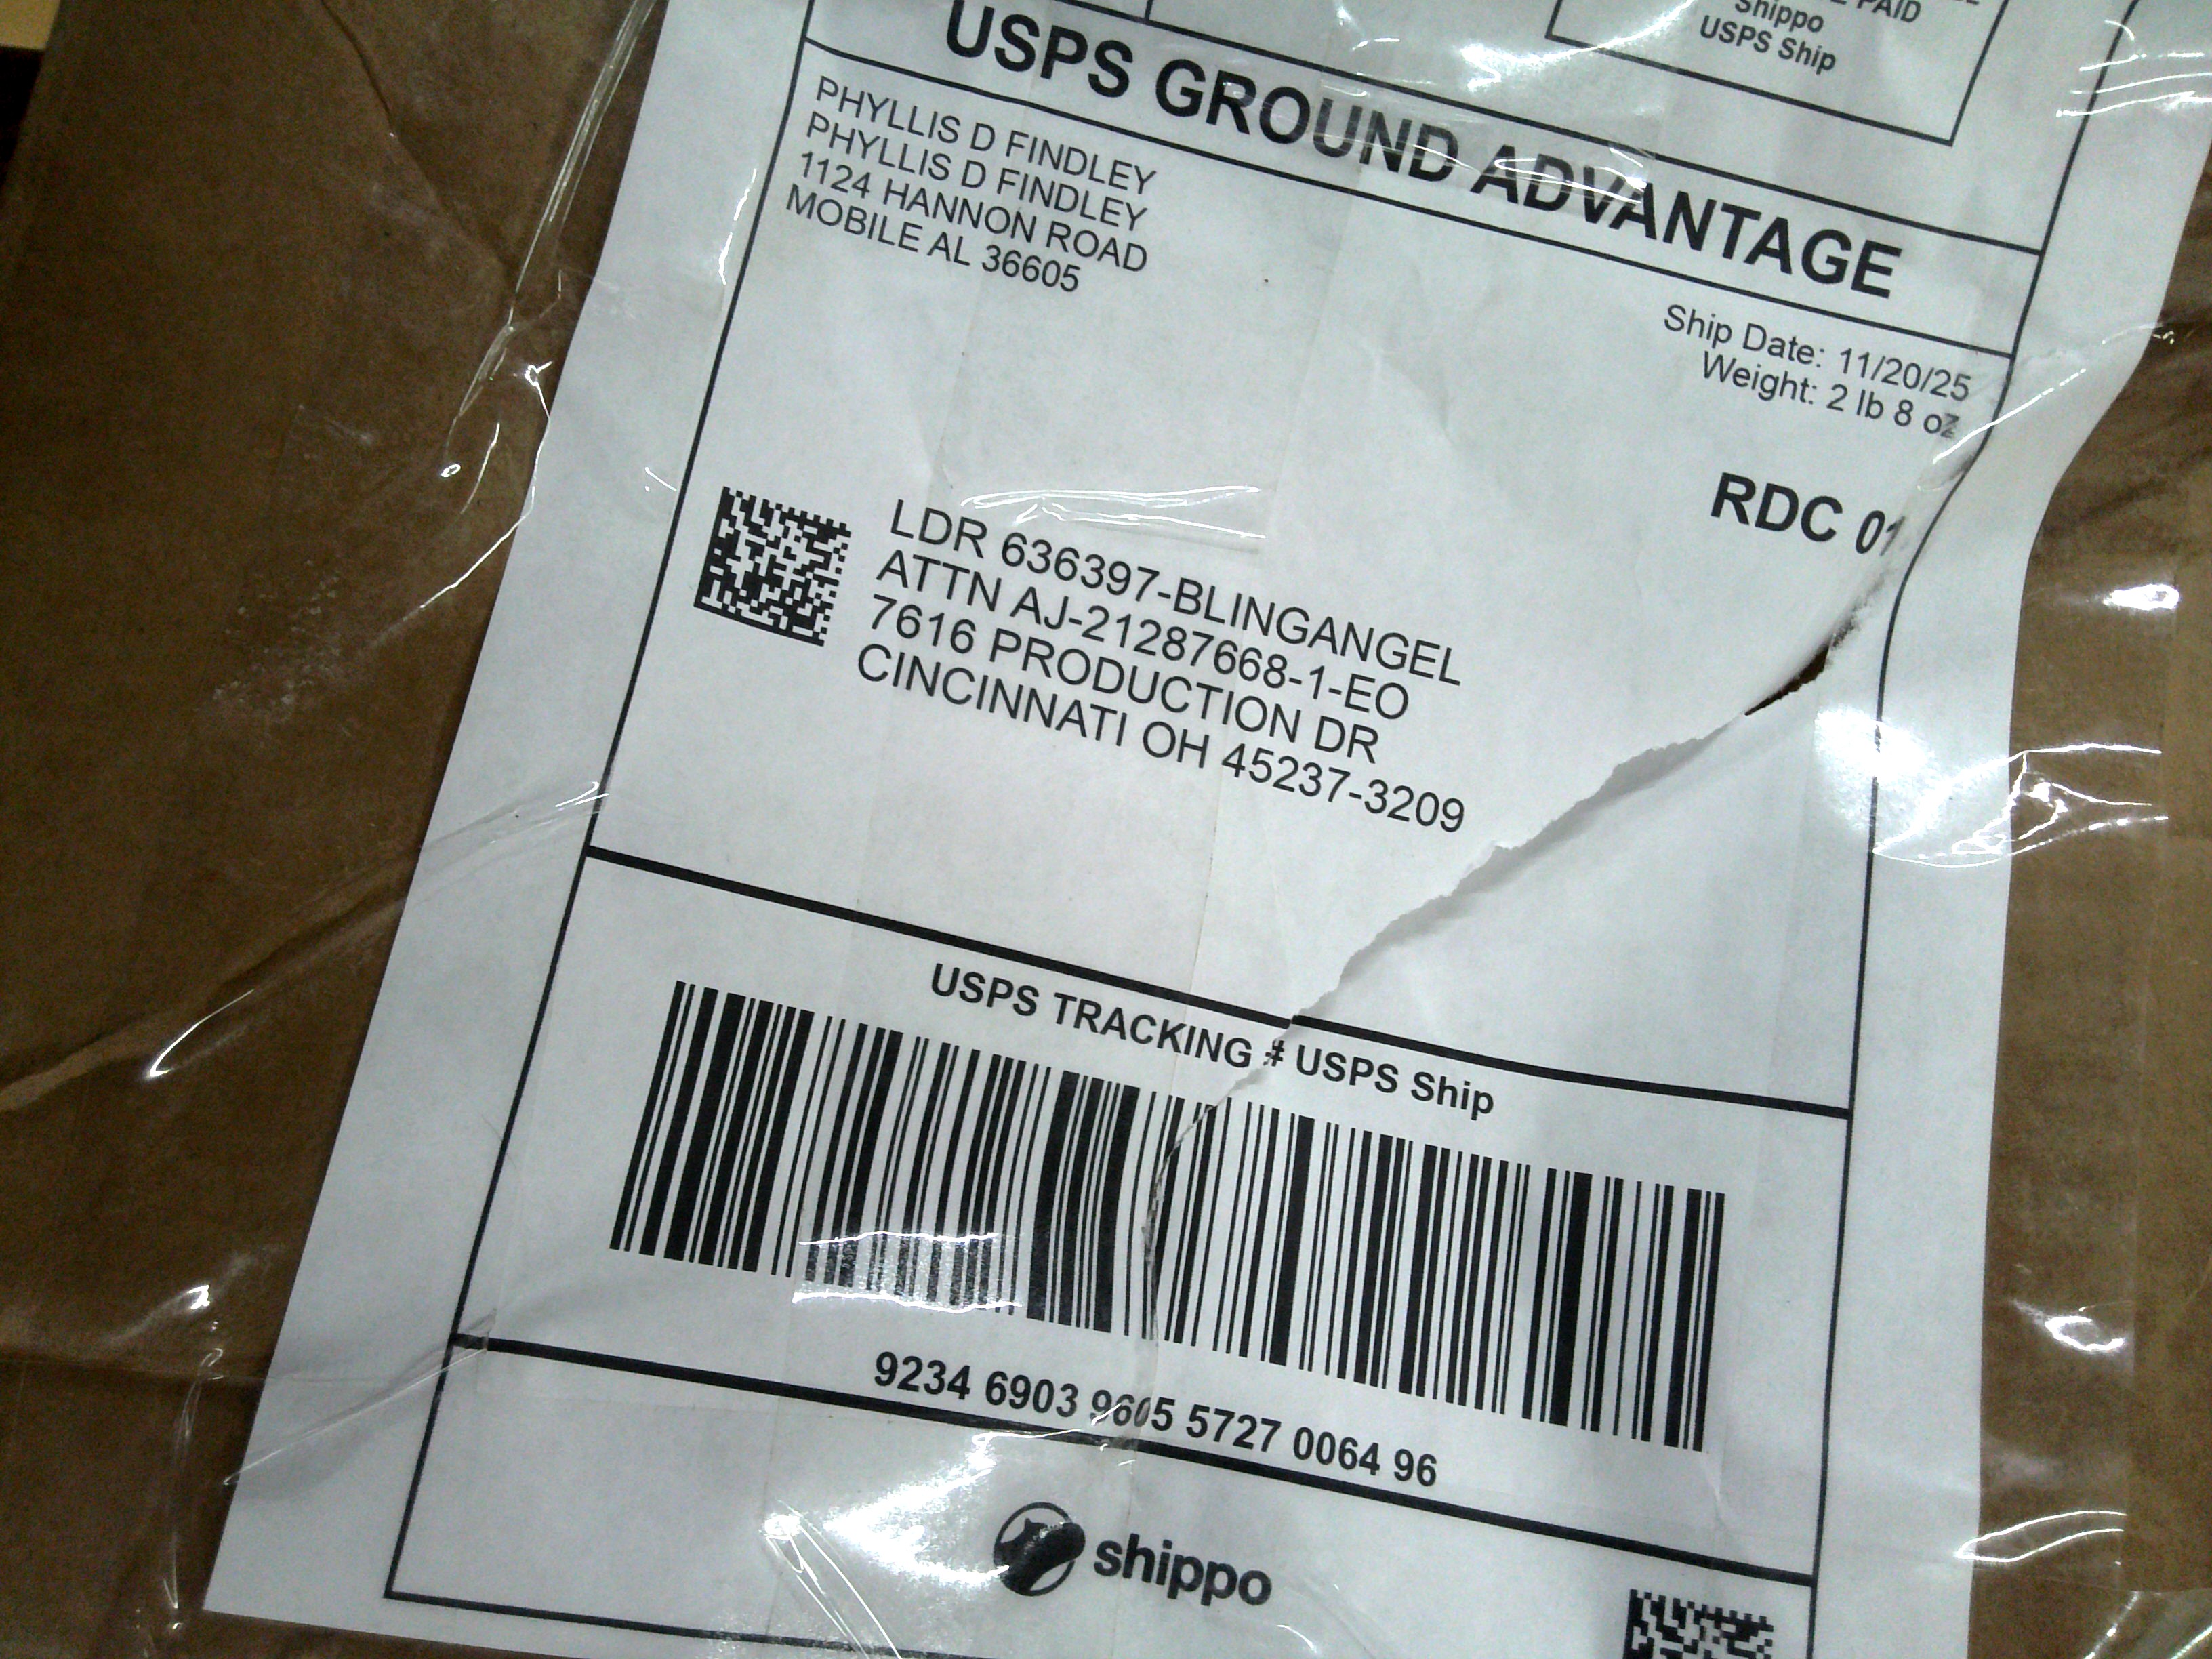 PAID
Shippo
USPS Ship
USPS GROUND ADVANTAGE
PHYLLIS D FINDLEY
PHYLLIS D FINDLEY
1124 HANNON ROAD
MOBILE AL 36605
Ship Date: 11/20/25
Weight: 2 lb 8 oz
RDC 01
LDR 636397-BLINGANGEL
ATTN AJ-21287668-1-EO
7616 PRODUCTION DR
CINCINNATI OH 45237-3209
USPS TRACKING # USPS Ship
9234 6903 9605 5727 0064 96
shippo